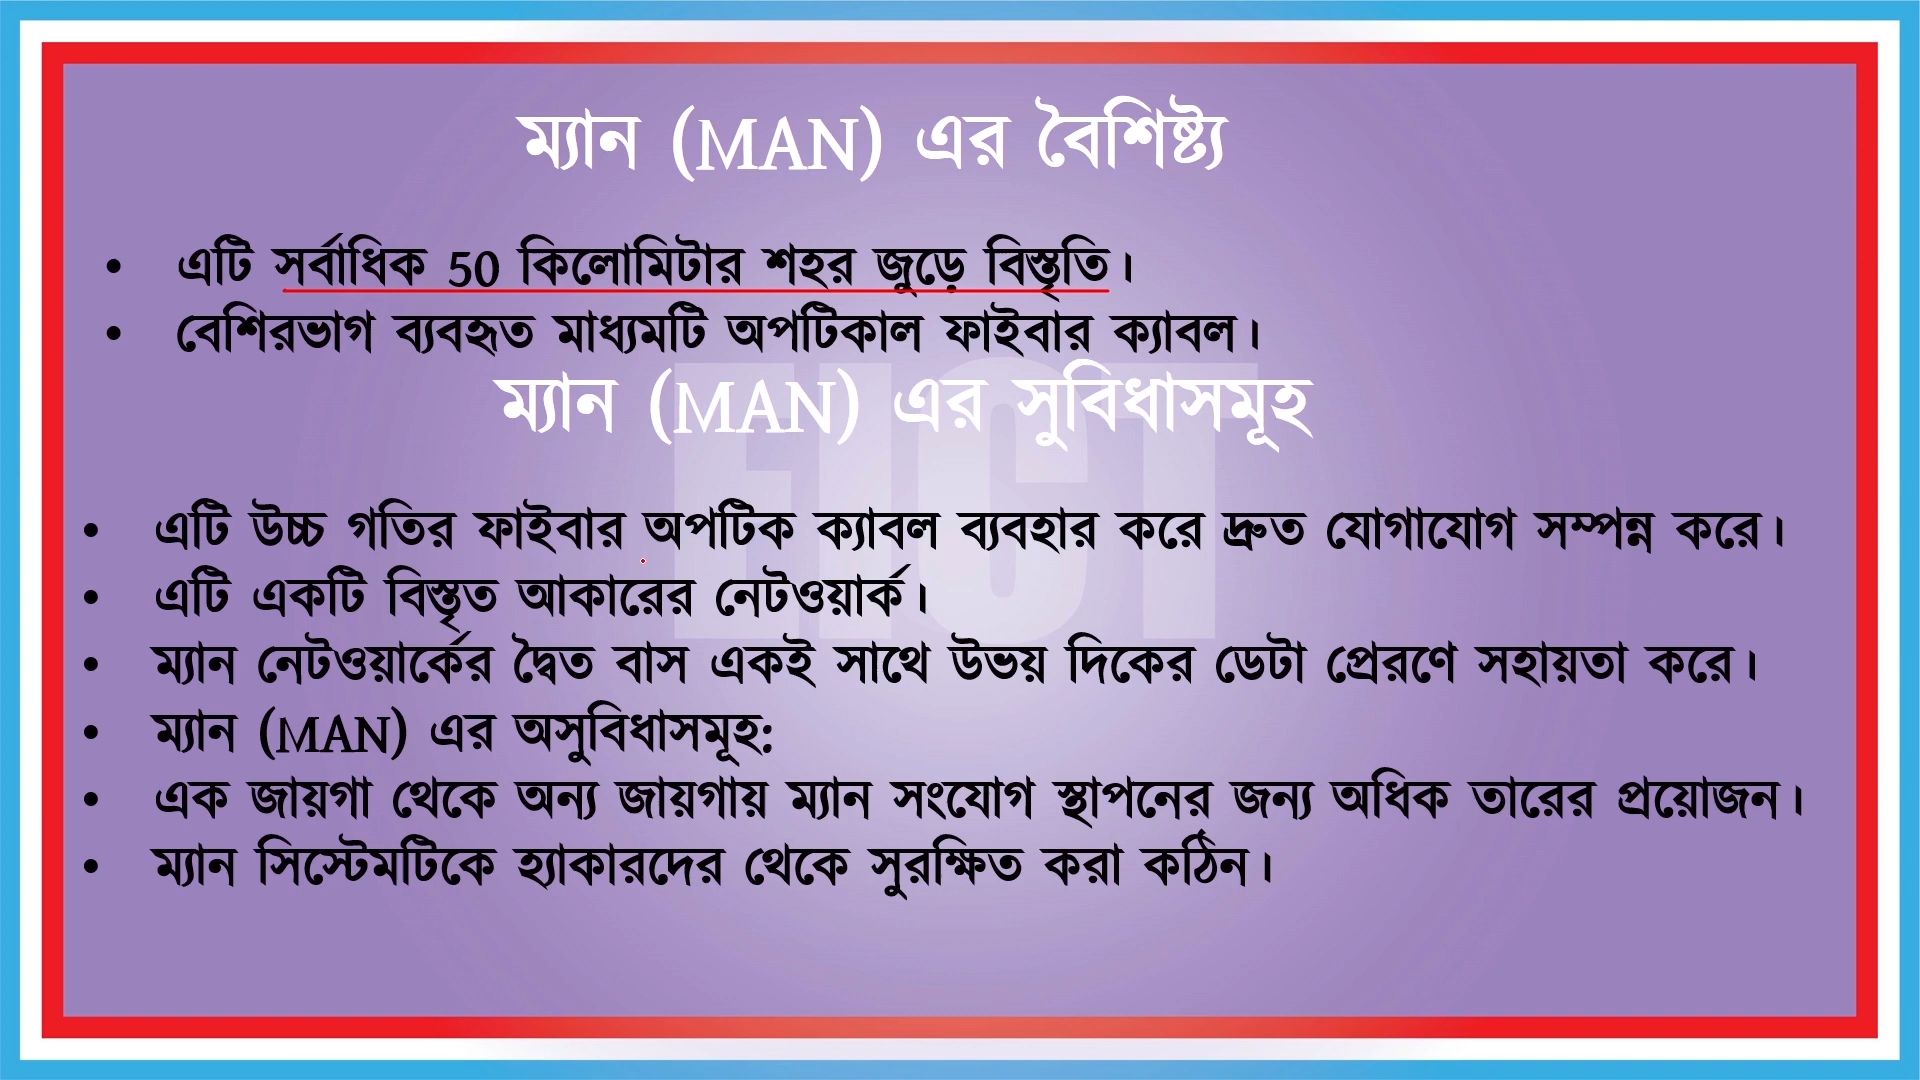 ম্যান (MAN) এর বৈশিষ্ট্য
• এটি সর্বাধিক 50 কিলোমিটার শহর জুড়ে বিস্তৃতি।
• বেশিরভাগ ব্যবহৃত মাধ্যমটি অপটিকাল ফাইবার ক্যাবল।
ম্যান (MAN) এর সুবিধাসমূহ
EICT
• এটি উচ্চ গতির ফাইবার অপটিক ক্যাবল ব্যবহার করে দ্রুত যোগাযোগ সম্পন্ন করে।
• এটি একটি বিস্তৃত আকারের নেটওয়ার্ক।
• ম্যান নেটওয়ার্কের দ্বৈত বাস একই সাথে উভয় দিকের ডেটা প্রেরণে সহায়তা করে।
• ম্যান (MAN) এর অসুবিধাসমূহ:
• এক জায়গা থেকে অন্য জায়গায় ম্যান সংযোগ স্থাপনের জন্য অধিক তারের প্রয়োজন।
• ম্যান সিস্টেমটিকে হ্যাকারদের থেকে সুরক্ষিত করা কঠিন।